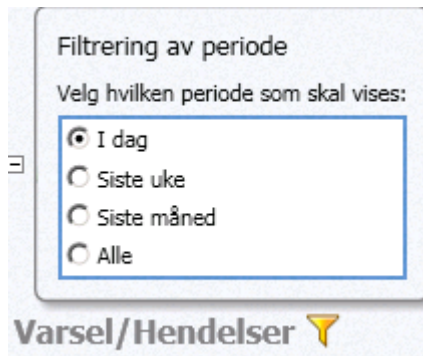 Filtrering av periode
Velg hvilken periode som skal vises:
I dag
Siste uke
Siste måned
Alle
Varsel/Hendelser